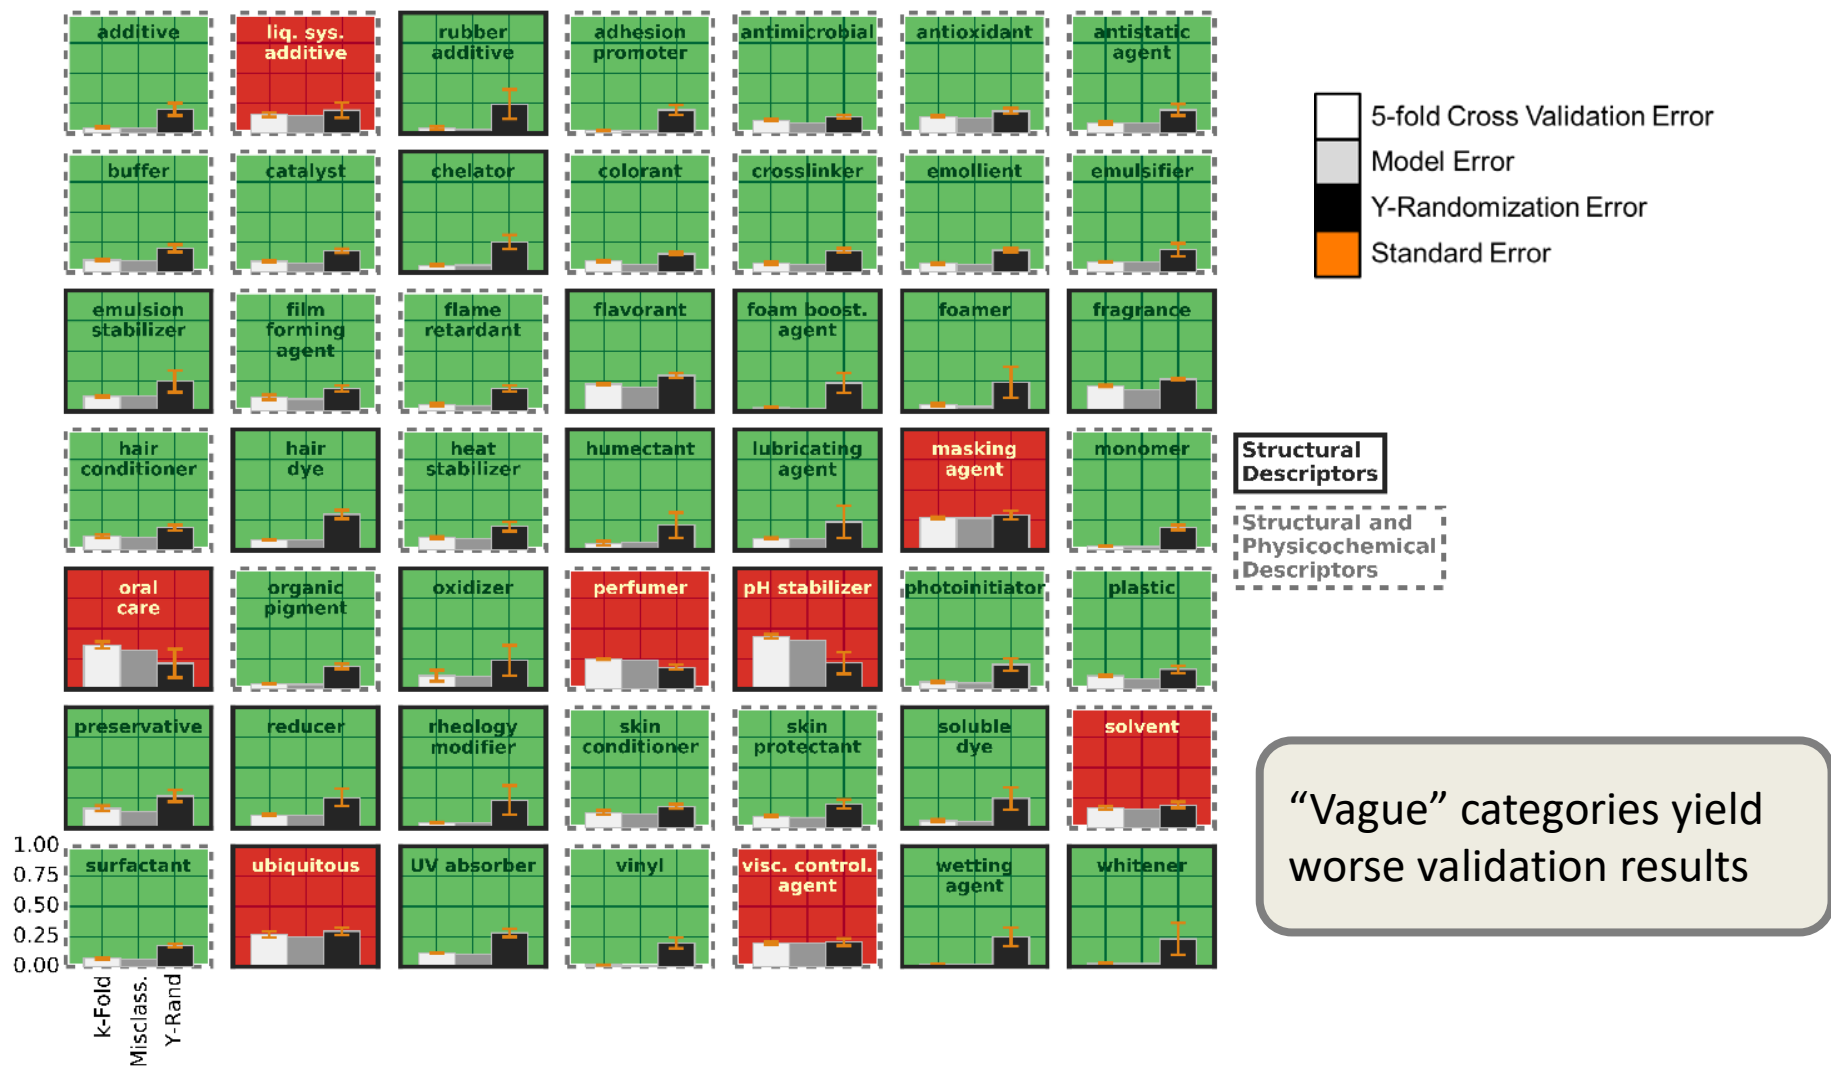 additive
liq. sys.
additive
rubber
additive
adhesion
promoter
antimicrobial
antioxidant
antistatic
agent
5-fold Cross Validation Error
Model Error
Y-Randomization Error
Standard Error
buffer
catalyst
chelator
colorant
crosslinker
emollient
emulsifier
emulsion
stabilizer
film
forming
agent
flame
retardant
flavorant
foam boost.
agent
foamer
fragrance
hair
conditioner
hair
dye
heat
stabilizer
humectant
lubricating
agent
masking
agent
monomer
Structural
Descriptors
Structural and
Physicochemical
Descriptors
oral
care
organic
pigment
oxidizer
perfumer
pH stabilizer
photoinitiator
plastic
preservative
reducer
rheology
modifier
skin
conditioner
skin
protectant
soluble
dye
solvent
“Vague” categories yield
worse validation results
1.00
0.75
0.50
0.25
0.00
surfactant
ubiquitous
UV absorber
vinyl
visc. control.
agent
wetting
agent
whitener
k-Fold
Misclass.
Y-Rand